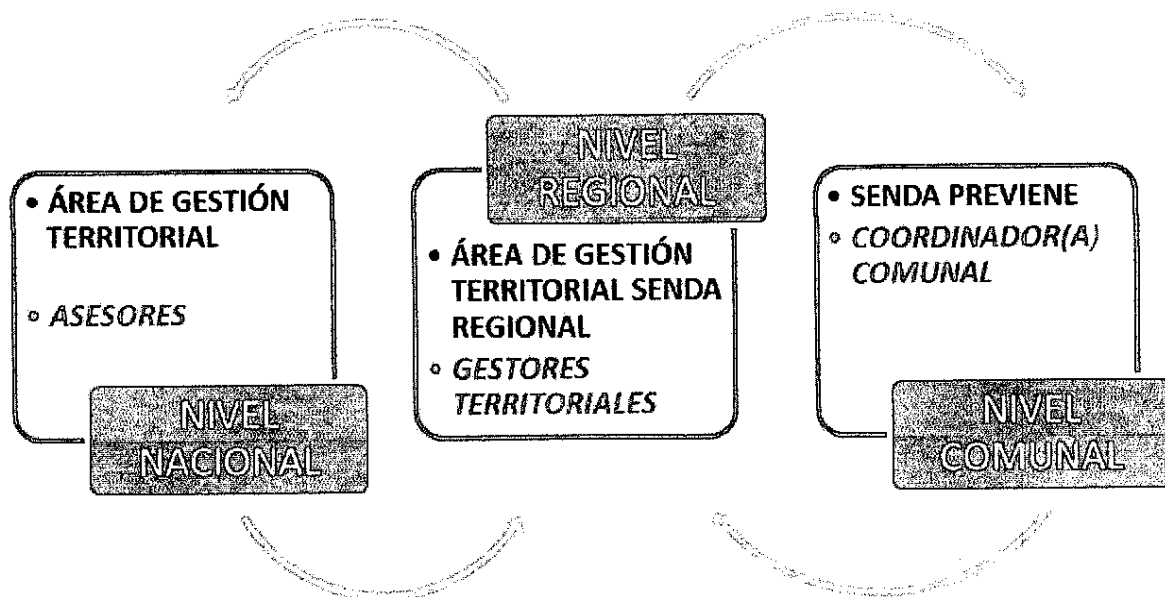 • ÁREA DE GESTIÓN
TERRITORIAL
◦ ASESORES
NIVEL
NACIONAL
NIVEL
REGIONAL
• ÁREA DE GESTIÓN
TERRITORIAL SENDA
REGIONAL
◦ GESTORES
TERRITORIALES
• SENDA PREVIENE
◦ COORDINADOR(A)
COMUNAL
NIVEL
COMUNAL